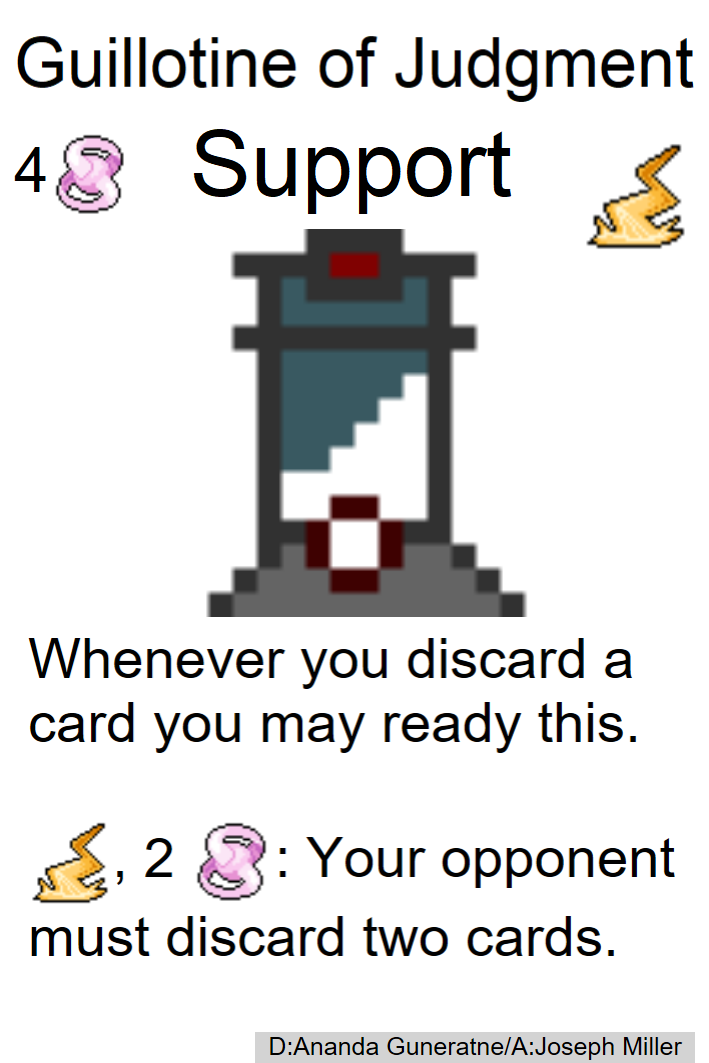 Guillotine of Judgment
4 Support
Whenever you discard a
card you may ready this.
, 2 : Your opponent
must discard two cards.
D:Ananda Guneratne/A:Joseph Miller